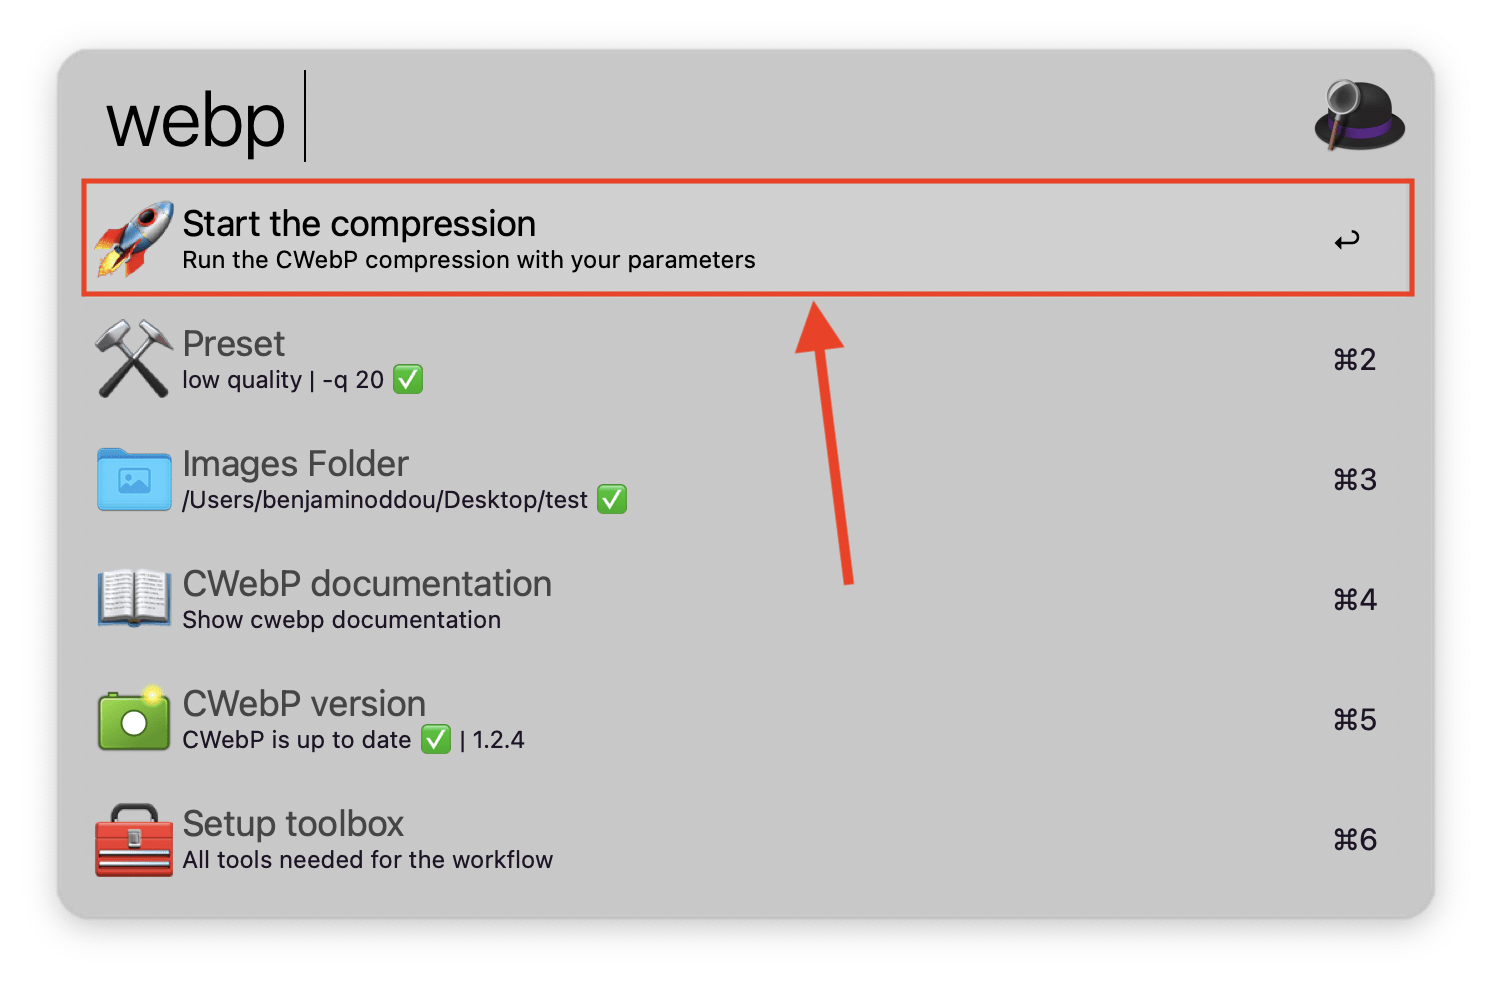 webp
Start the compression
Run the CWebP compression with your parameters
↩
Preset
low quality | -q 20 ✅
⌘2
Images Folder
/Users/benjaminoddou/Desktop/test ✅
⌘3
CWebP documentation
Show cwebp documentation
⌘4
CWebP version
CWebP is up to date ✅ | 1.2.4
⌘5
Setup toolbox
All tools needed for the workflow
⌘6